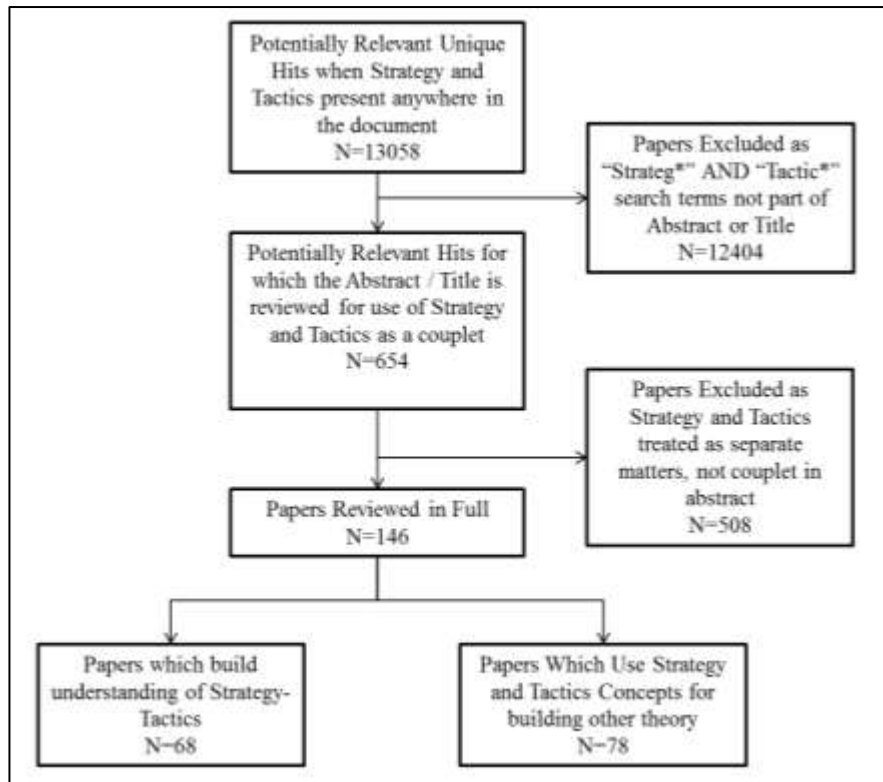 Potentially Relevant Unique
Hits when Strategy and
Tactics present anywhere in
the document
N=13058
Papers Excluded as
“Strateg*” AND “Tactic*”
search terms not part of
Abstract or Title
N=12404
Potentially Relevant Hits for
which the Abstract / Title is
reviewed for use of Strategy
and Tactics as a couplet
N=654
Papers Excluded as
Strategy and Tactics
treated as separate
matters, not couplet in
abstract
N=508
Papers Reviewed in Full
N=146
Papers which build
understanding of Strategy-
Tactics
N=68
Papers Which Use Strategy
and Tactics Concepts for
building other theory
N=78